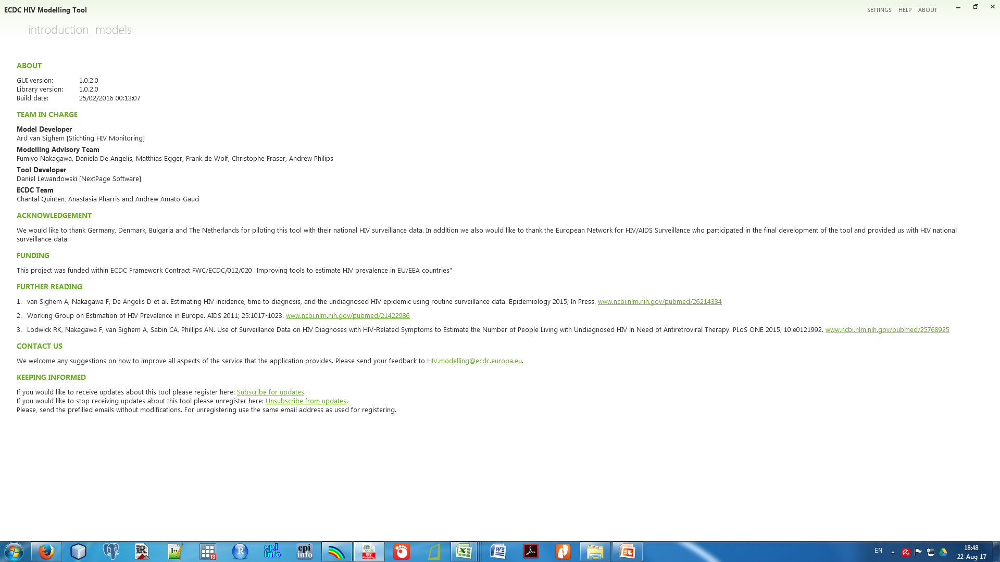 ECDC HIV Modelling Tool
SETTINGS HELP ABOUT
introduction models
ABOUT
GUI version: 1.0.2.0
Library version: 1.0.2.0
Build date: 25/02/2016 00:13:07
TEAM IN CHARGE
Model Developer
Ard van Sighem [Stichting HIV Monitoring]
Modelling Advisory Team
Fumiyo Nakagawa, Daniela De Angelis, Matthias Egger, Frank de Wolf, Christophe Fraser, Andrew Philips
Tool Developer
Daniel Lewandowski [NextPage Software]
ECDC Team
Chantal Quinten, Anastasia Pharris and Andrew Amato-Gauci
ACKNOWLEDGEMENT
We would like to thank Germany, Denmark, Bulgaria and The Netherlands for piloting this tool with their national HIV surveillance data. In addition we also would like to thank the European Network for HIV/AIDS Surveillance who participated in the final development of the tool and provided us with HIV national
surveillance data.
FUNDING
This project was funded within ECDC Framework Contract FWC/ECDC/012/020 "Improving tools to estimate HIV prevalence in EU/EEA countries"
FURTHER READING
1. van Sighem A, Nakagawa F, De Angelis D et al. Estimating HIV incidence, time to diagnosis, and the undiagnosed HIV epidemic using routine surveillance data. Epidemiology 2015; In Press. www.ncbi.nlm.nih.gov/pubmed/26214334
2. Working Group on Estimation of HIV Prevalence in Europe. AIDS 2011; 25:1017-1023. www.ncbi.nlm.nih.gov/pubmed/21422986
3. Lodwick RK, Nakagawa F, van Sighem A, Sabin CA, Phillips AN. Use of Surveillance Data on HIV Diagnoses with HIV-Related Symptoms to Estimate the Number of People Living with Undiagnosed HIV in Need of Antiretroviral Therapy. PLoS ONE 2015; 10:e0121992. www.ncbi.nlm.nih.gov/pubmed/25768925
CONTACT US
We welcome any suggestions on how to improve all aspects of the service that the application provides. Please send your feedback to HIV.modelling@ecdc.europa.eu.
KEEPING INFORMED
If you would like to receive updates about this tool please register here: Subscribe for updates.
If you would like to stop receiving updates about this tool please unregister here: Unsubscribe from updates.
Please, send the prefilled emails without modifications. For unregistering use the same email address as used for registering.
R 13 R epi info epi info ecdc HIV Modelling EN 18:48
22-Aug-17